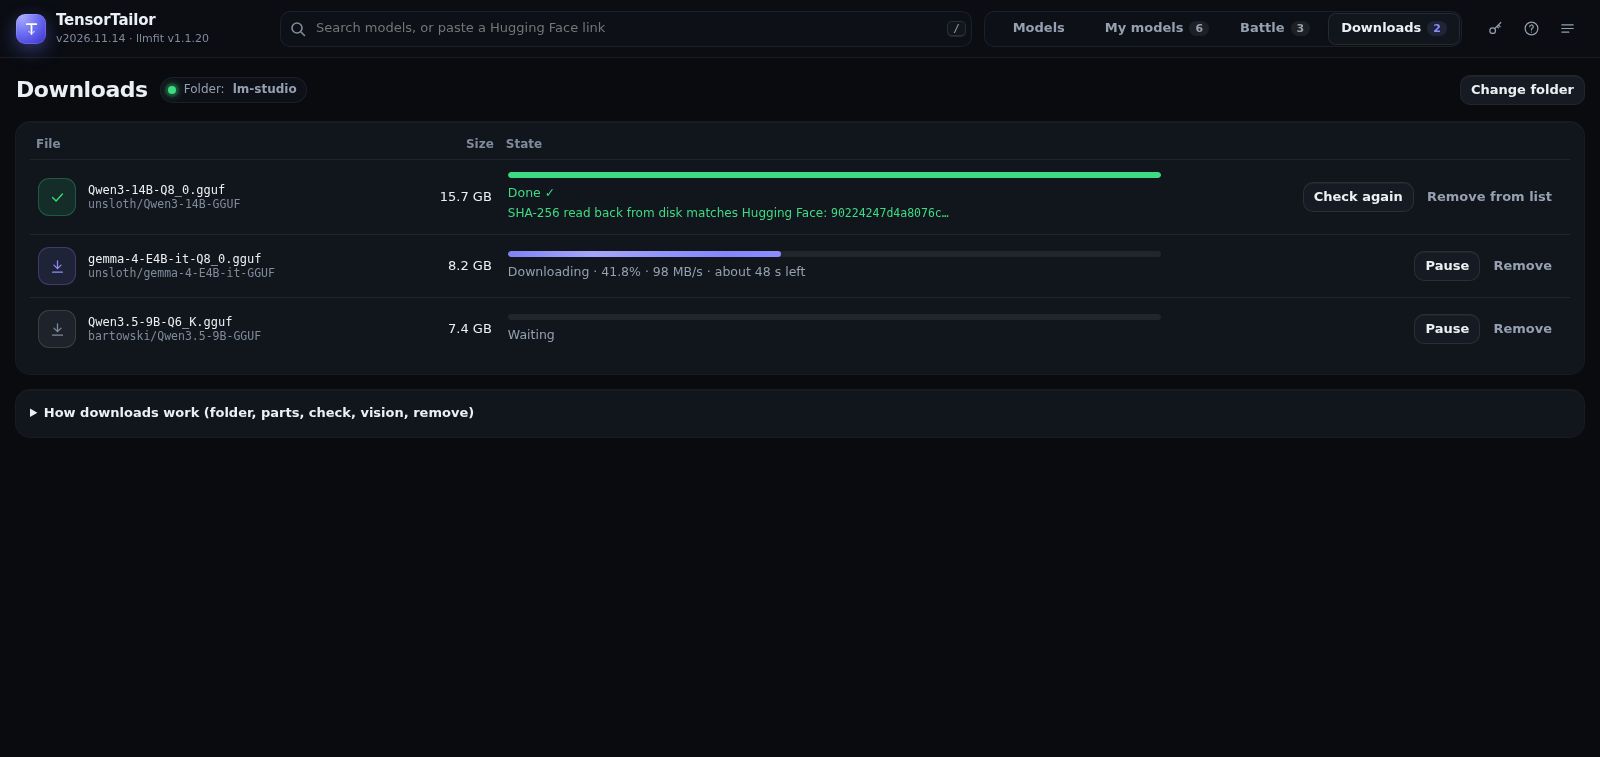 TensorTailor
v2026.11.14 · llmfit v1.1.20
Search models, or paste a Hugging Face link
/
Models
My models 6
Battle 3
Downloads 2
Downloads
Folder: lm-studio
Change folder
File Size State
Qwen3-14B-Q8_0.gguf
unsloth/Qwen3-14B-GGUF
15.7 GB
Done ✓
SHA-256 read back from disk matches Hugging Face: 90224247d4a8076c…
Check again
Remove from list
gemma-4-E4B-it-Q8_0.gguf
unsloth/gemma-4-E4B-it-GGUF
8.2 GB
Downloading · 41.8% · 98 MB/s · about 48 s left
Pause
Remove
Qwen3.5-9B-Q6_K.gguf
bartowski/Qwen3.5-9B-GGUF
7.4 GB
Waiting
Pause
Remove
How downloads work (folder, parts, check, vision, remove)